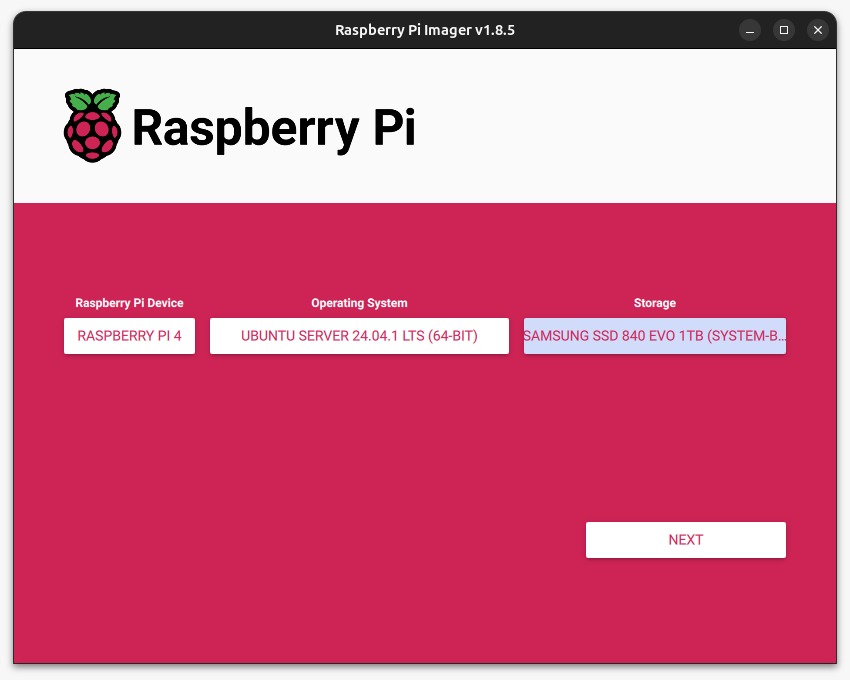 Raspberry Pi Imager v1.8.5
Raspberry Pi
Raspberry Pi Device
Operating System
Storage
RASPBERRY PI 4
UBUNTU SERVER 24.04.1 LTS (64-BIT)
SAMSUNG SSD 840 EVO 1TB (SYSTEM-B…
NEXT